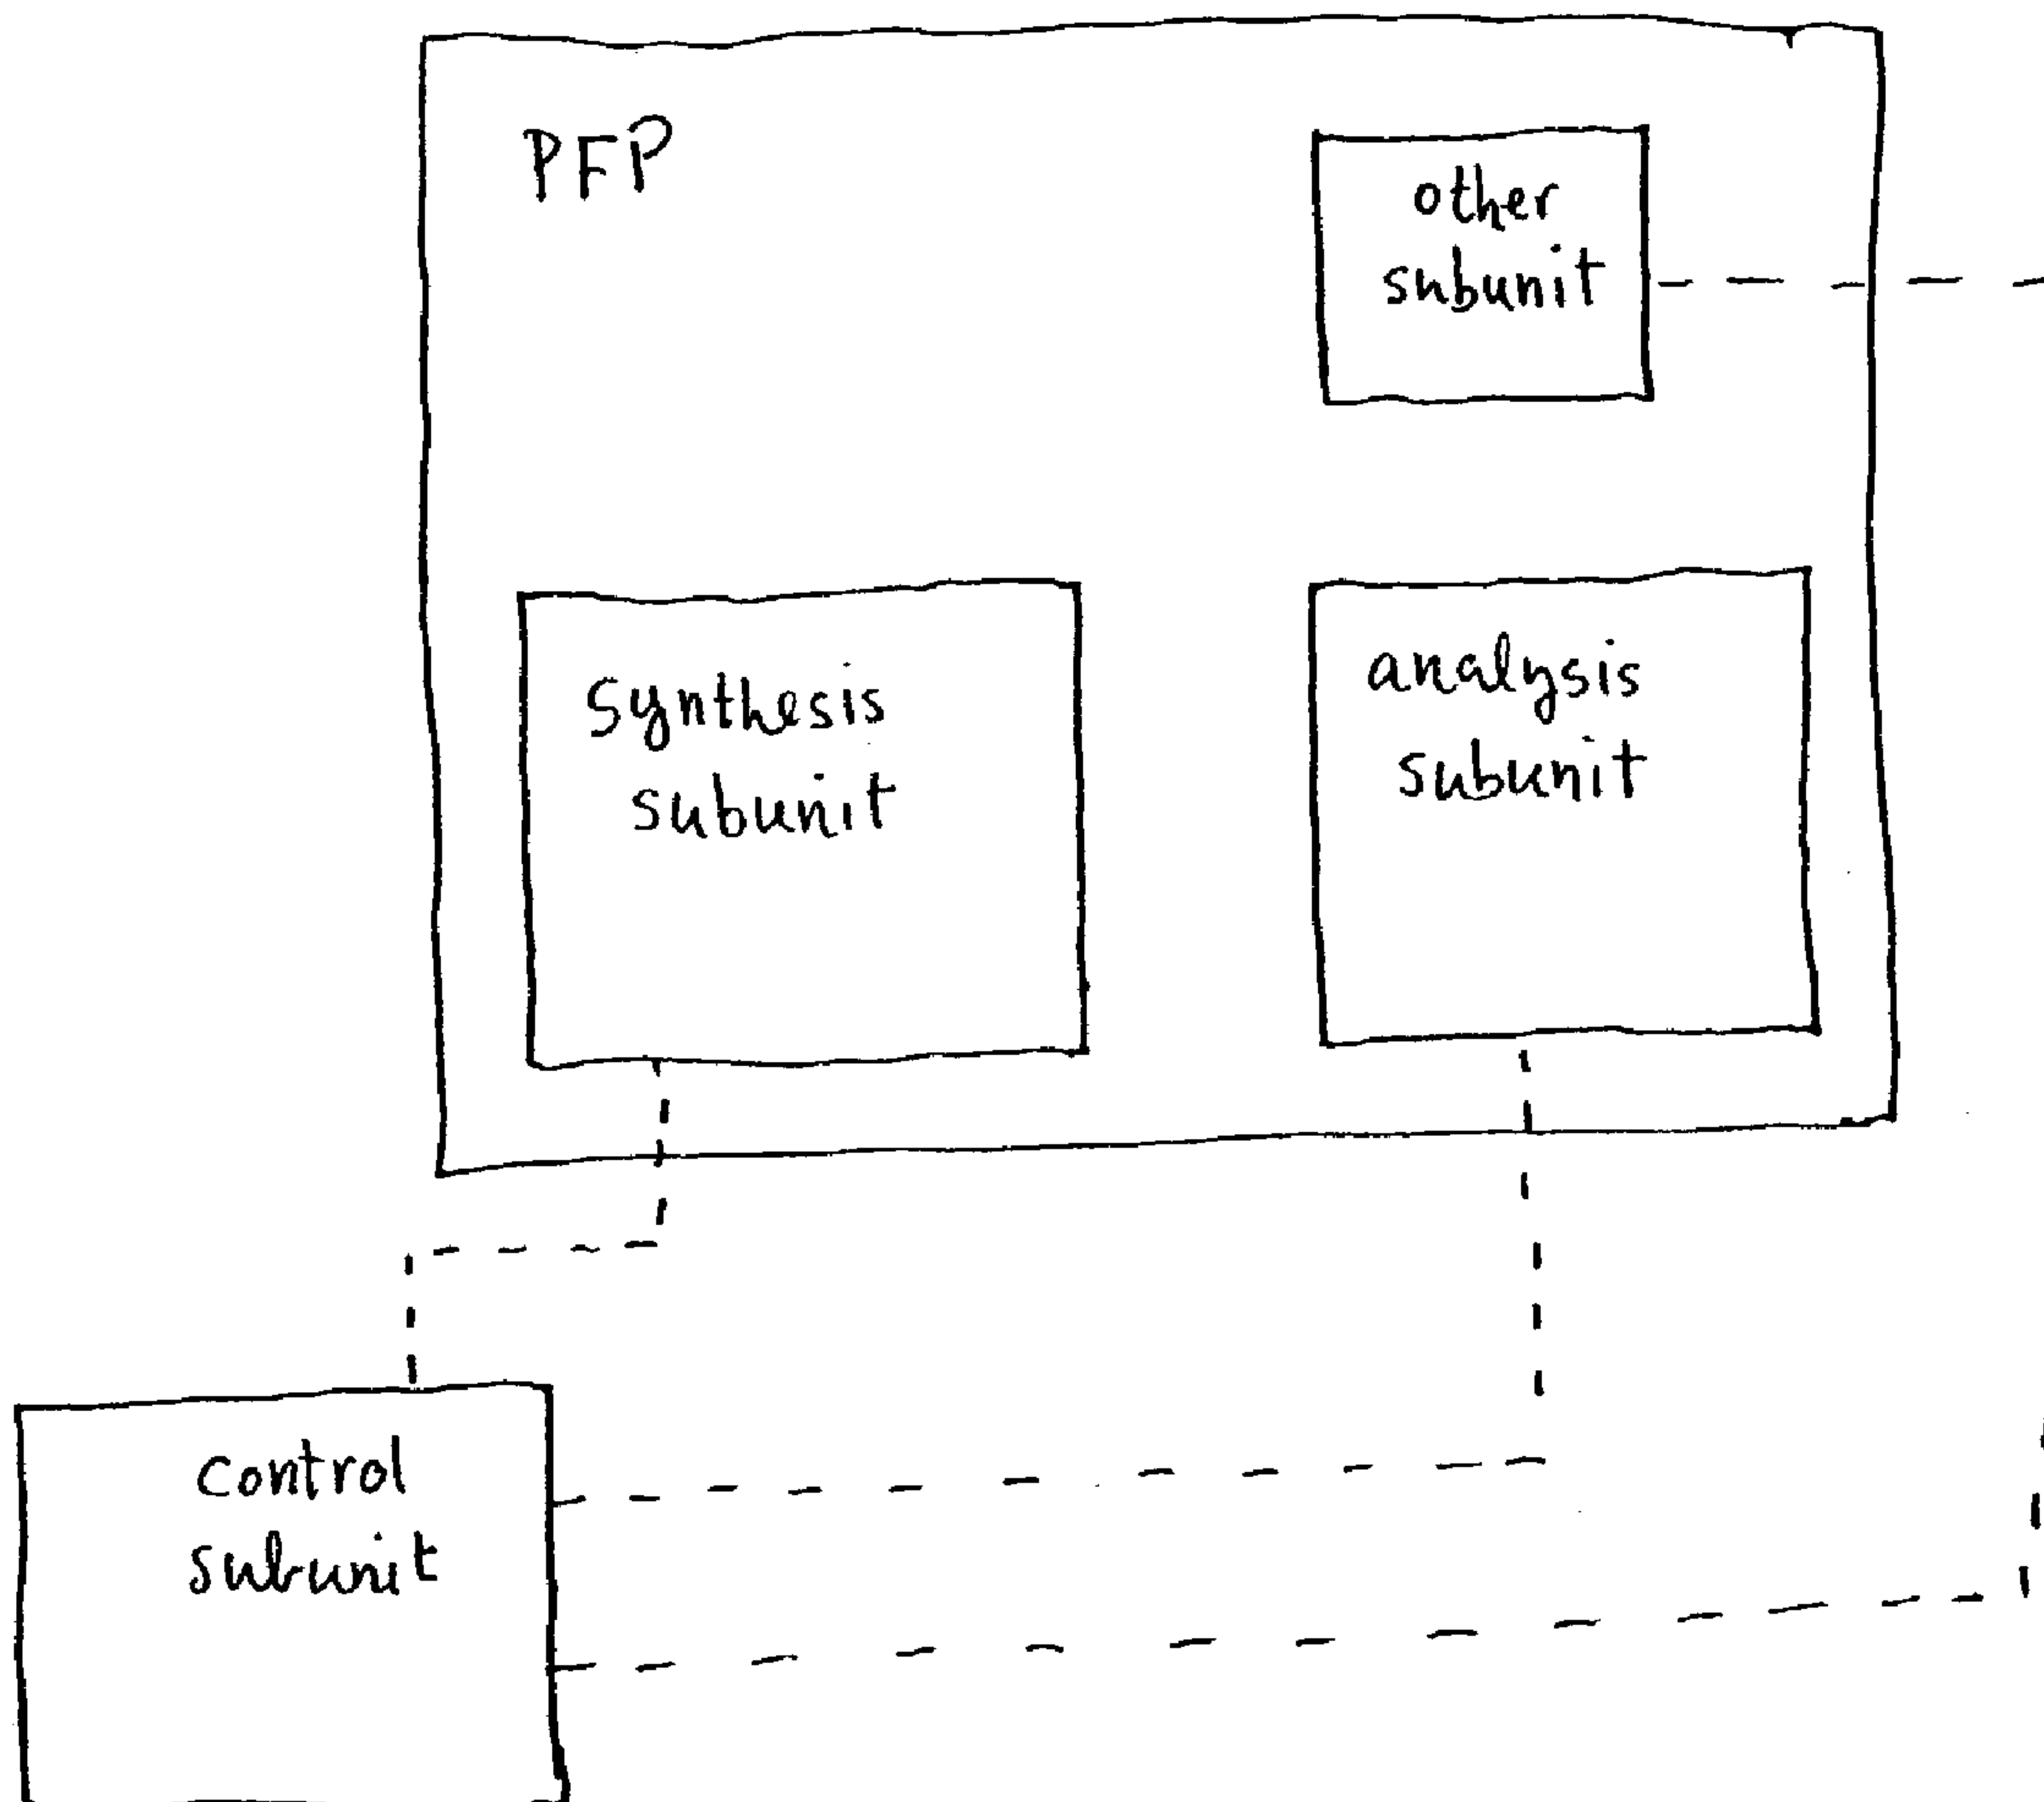 PFP
other
subunit
Synthesis
subunit
analysis
subunit
Control
subunit